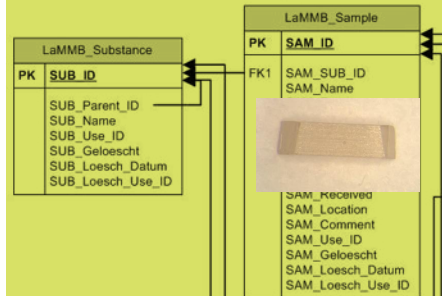 LaMMB_Substance
PK SUB_ID
SUB_Parent_ID
SUB_Name
SUB_Use_ID
SUB_Geloescht
SUB_Loesch_Datum
SUB_Loesch_Use_ID
LaMMB_Sample
PK SAM_ID
FK1 SAM_SUB_ID
SAM_Name
SAM_Received
SAM_Location
SAM_Comment
SAM_Use_ID
SAM_Geloescht
SAM_Loesch_Datum
SAM_Loesch_Use_ID